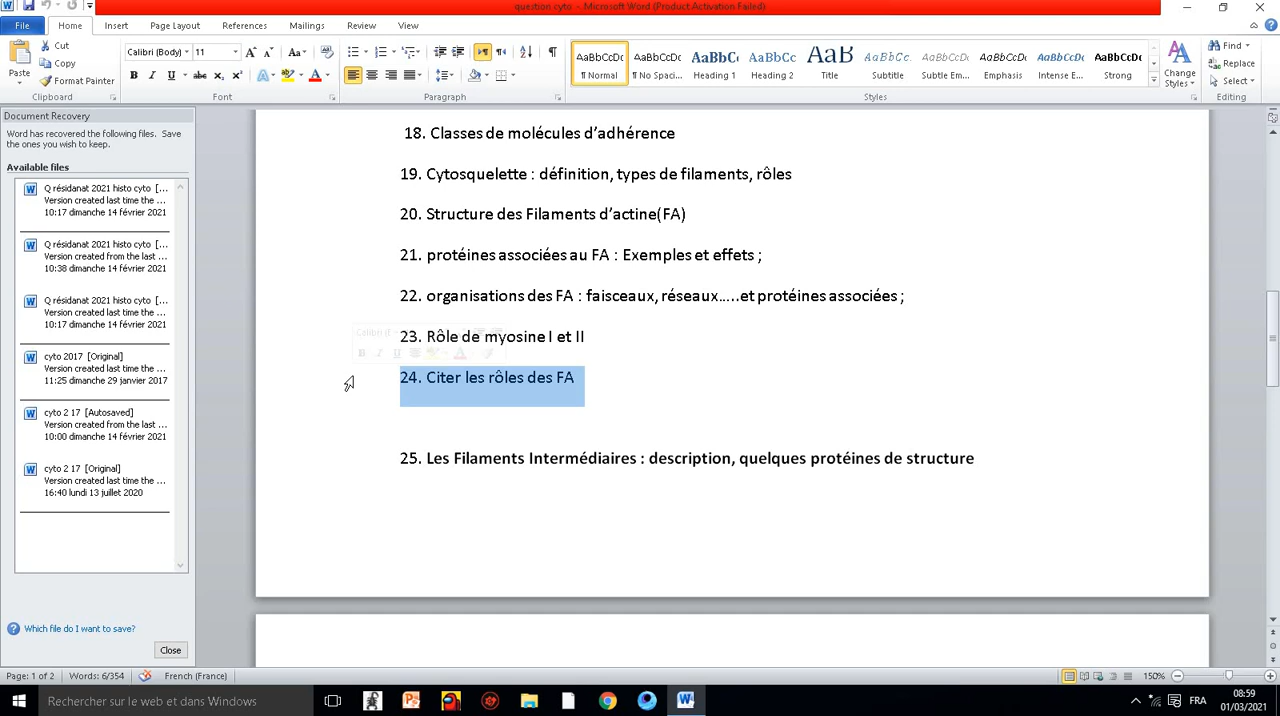 question.cyto - Microsoft Word (Product Activation Failed)
File Home Insert Page Layout References Mailings Review View
Paste
Cut
Copy
Format Painter
Clipboard
Calibri (Body) 11
Font
Paragraph
AaBbCcDc AaBbCcDc AaBbC AaBbCc AaB AaBbCc. AaBbCcDc AaBbCcDc AaBbCcDc AaBbCcDc
¶ Normal ¶ No Spaci... Heading 1 Heading 2 Title Subtitle Subtle Em... Emphasis Intense E... Strong
Styles
Change Styles
Find
Replace
Select
Editing
Document Recovery
Word has recovered the following files. Save the ones you wish to keep.
Available files
Q résidanat 2021 histo cyto [...
Version created last time the ...
10:17 dimanche 14 février 2021
Q résidanat 2021 histo cyto [...
Version created from the last ...
10:38 dimanche 14 février 2021
Q résidanat 2021 histo cyto [...
Version created last time the ...
10:17 dimanche 14 février 2021
cyto 2017 [Original]
Version created last time the ...
11:25 dimanche 29 janvier 2017
cyto 2 17 [Autosaved]
Version created from the last ...
10:00 dimanche 14 février 2021
cyto 2 17 [Original]
Version created last time the ...
16:40 lundi 13 juillet 2020
Which file do I want to save?
Close
18. Classes de molécules d’adhérence
19. Cytosquelette : définition, types de filaments, rôles
20. Structure des Filaments d’actine(FA)
21. protéines associées au FA : Exemples et effets ;
22. organisations des FA : faisceaux, réseaux.....et protéines associées ;
23. Rôle de myosine I et II
24. Citer les rôles des FA
25. Les Filaments Intermédiaires : description, quelques protéines de structure
Page: 1 of 2 Words: 6/354 French (France) 150%
Rechercher sur le web et dans Windows
FRA
08:59
01/03/2021